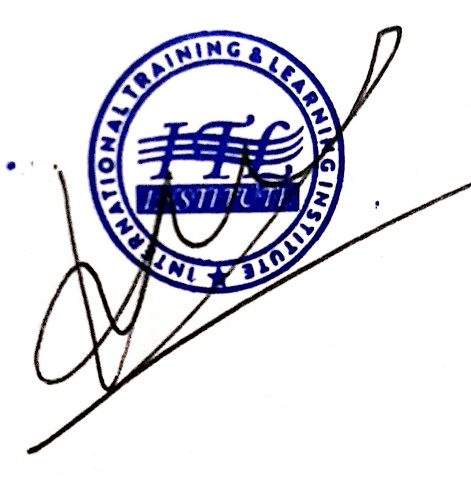 INTERNATIONAL TRAINING & LEARNING INSTITUTE
ITL
INSTITUTE